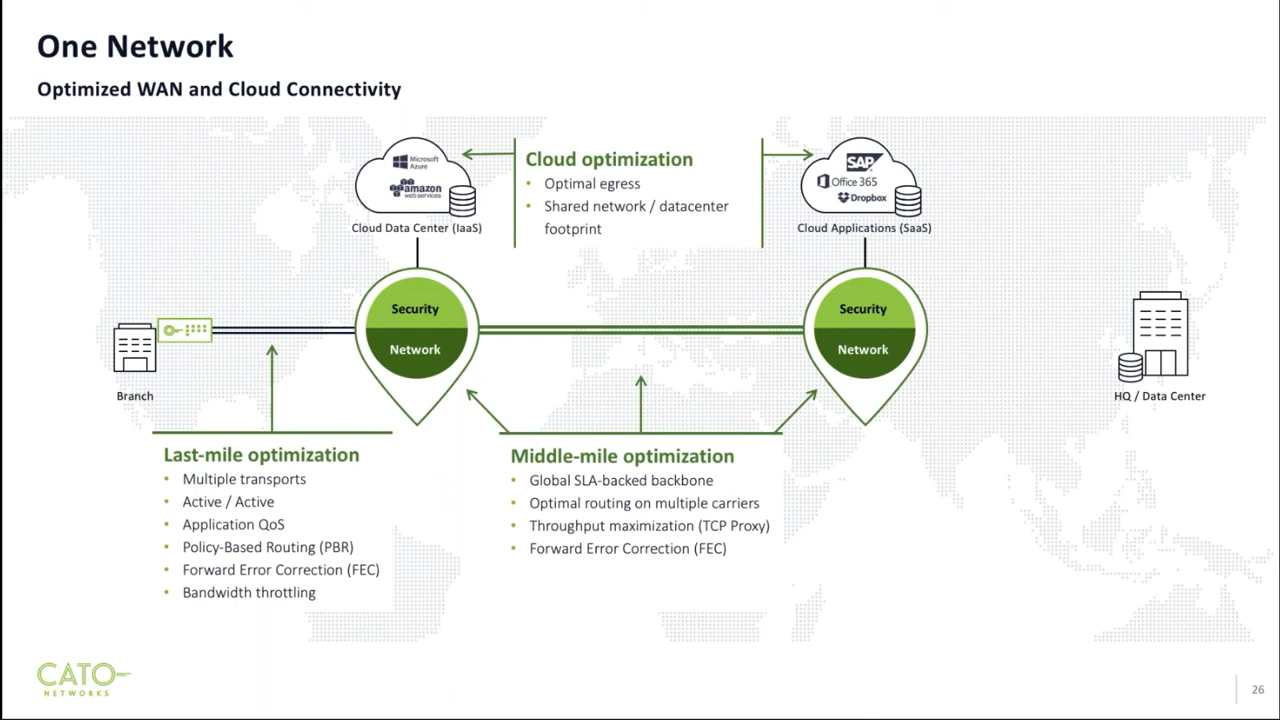 One Network
Optimized WAN and Cloud Connectivity
Microsoft
Azure
amazon
web services
Cloud Data Center (IaaS)
Cloud optimization
• Optimal egress
• Shared network / datacenter
footprint
SAP
Office 365
Dropbox
Cloud Applications (SaaS)
Security
Network
Security
Network
Branch
HQ / Data Center
Last-mile optimization
• Multiple transports
• Active / Active
• Application QoS
• Policy-Based Routing (PBR)
• Forward Error Correction (FEC)
• Bandwidth throttling
Middle-mile optimization
• Global SLA-backed backbone
• Optimal routing on multiple carriers
• Throughput maximization (TCP Proxy)
• Forward Error Correction (FEC)
CATO
NETWORKS
26